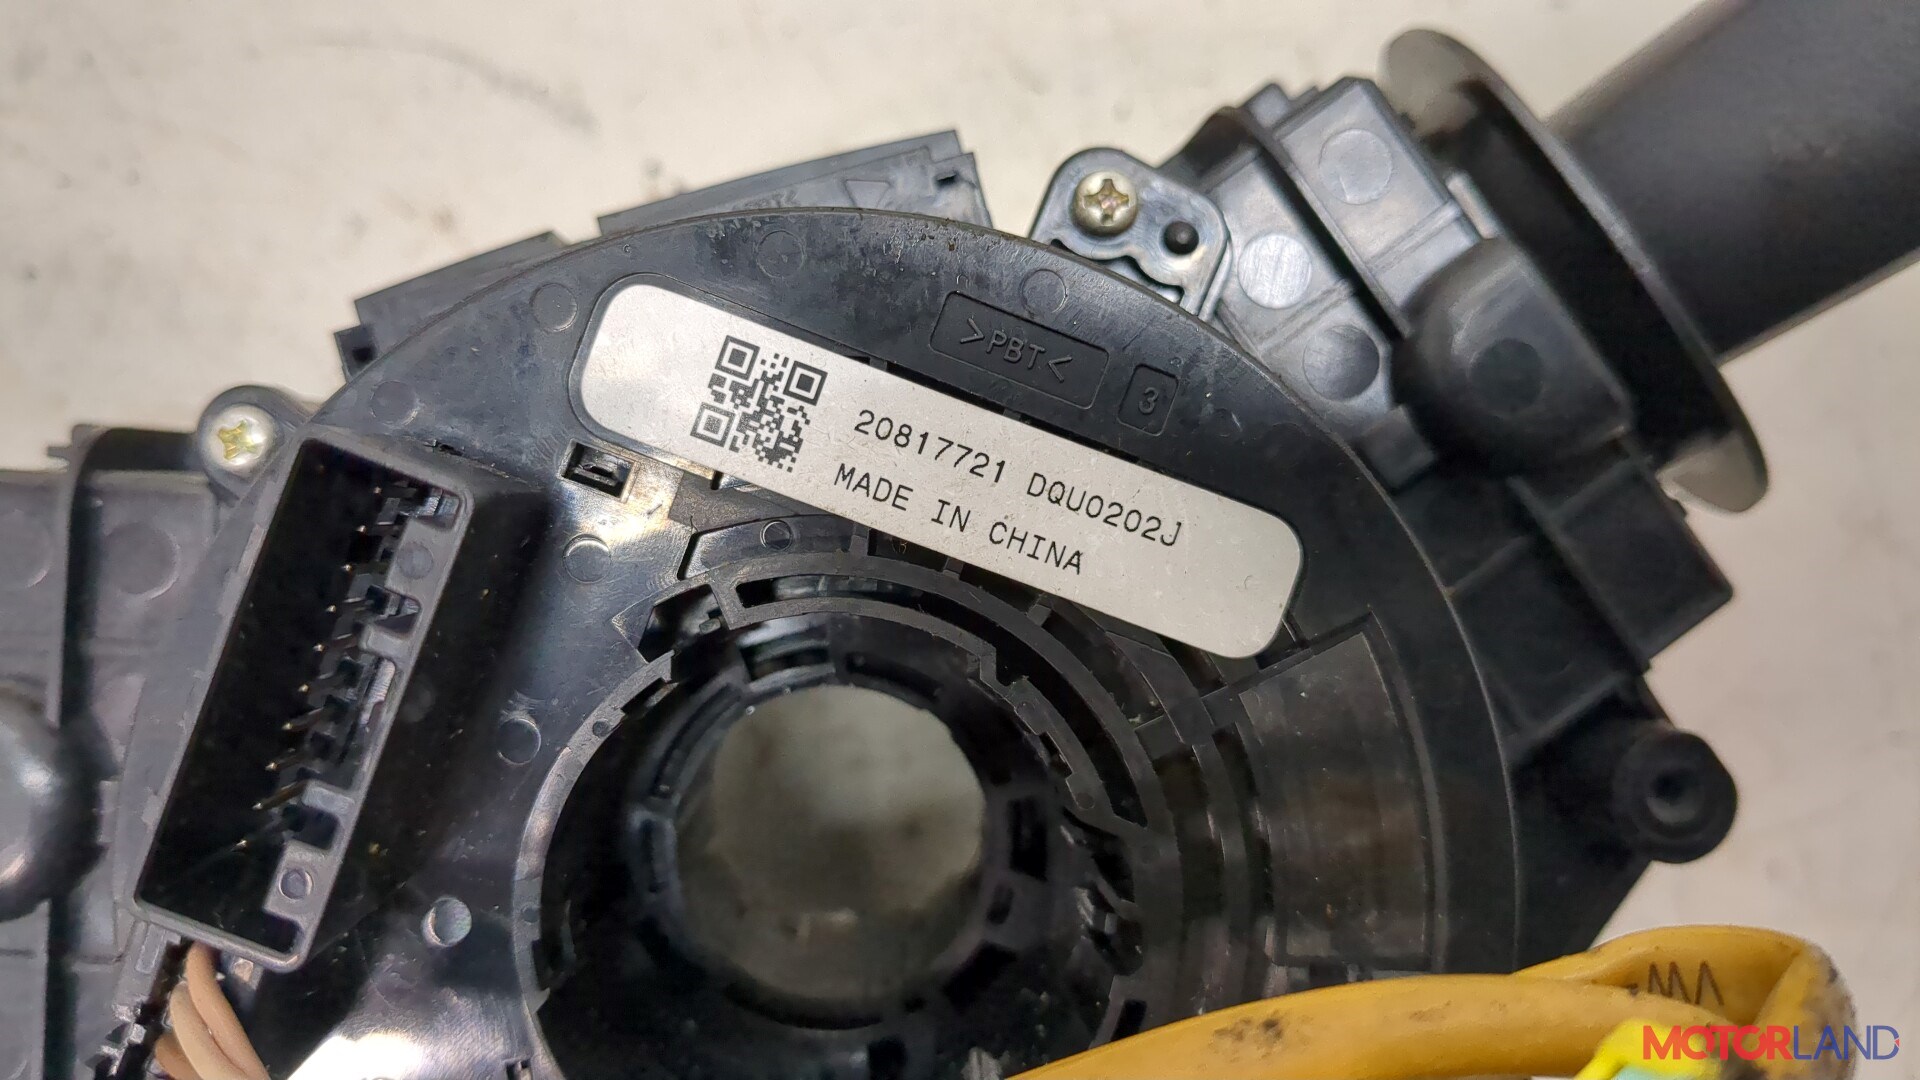 >PBT<
3
20817721 DQU0202J
MADE IN CHINA
MOTORLAND